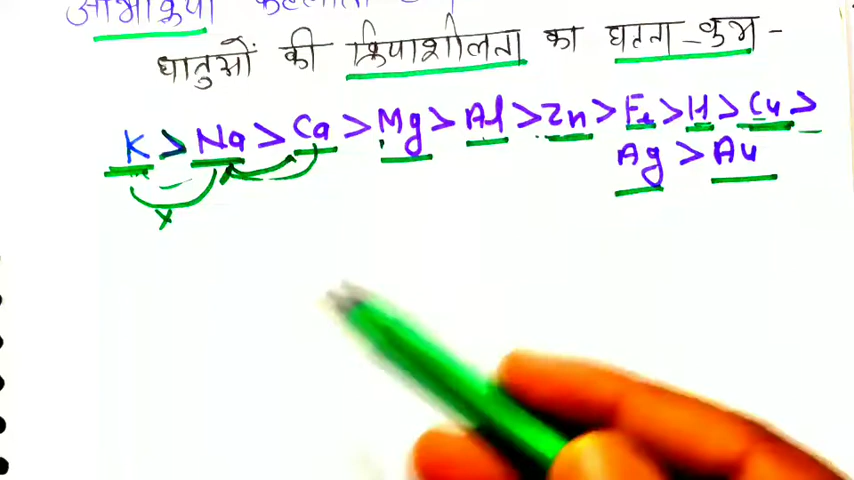 धातुओं की क्रियाशीलता का घटता-क्रम -
K > Na > Ca > Mg > Al > Zn > Fe > H > Cu >
Ag > Au
x